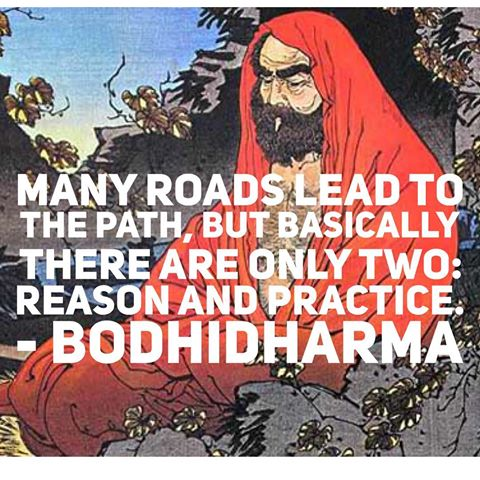 MANY ROADS LEAD TO
THE PATH, BUT BASICALLY
THERE ARE ONLY TWO:
REASON AND PRACTICE.
- BODHIDHARMA